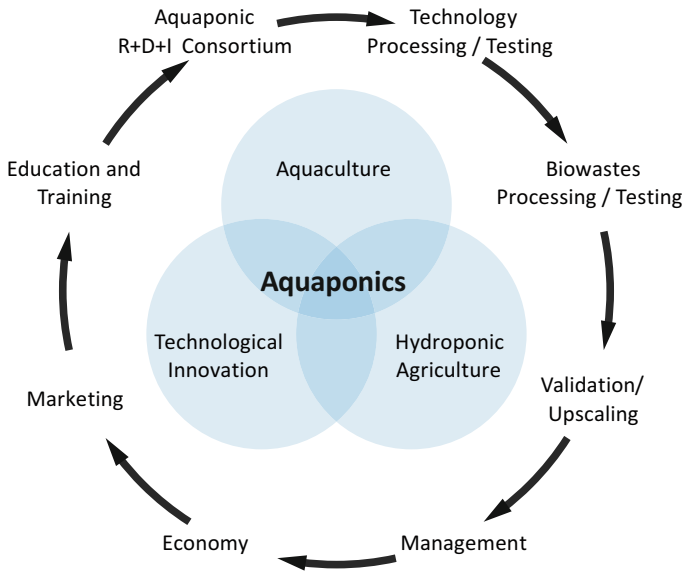 Aquaponic
R+D+I Consortium
Technology
Processing / Testing
Biowastes
Processing / Testing
Validation/
Upscaling
Management
Economy
Marketing
Education and
Training
Aquaculture
Aquaponics
Technological
Innovation
Hydroponic
Agriculture